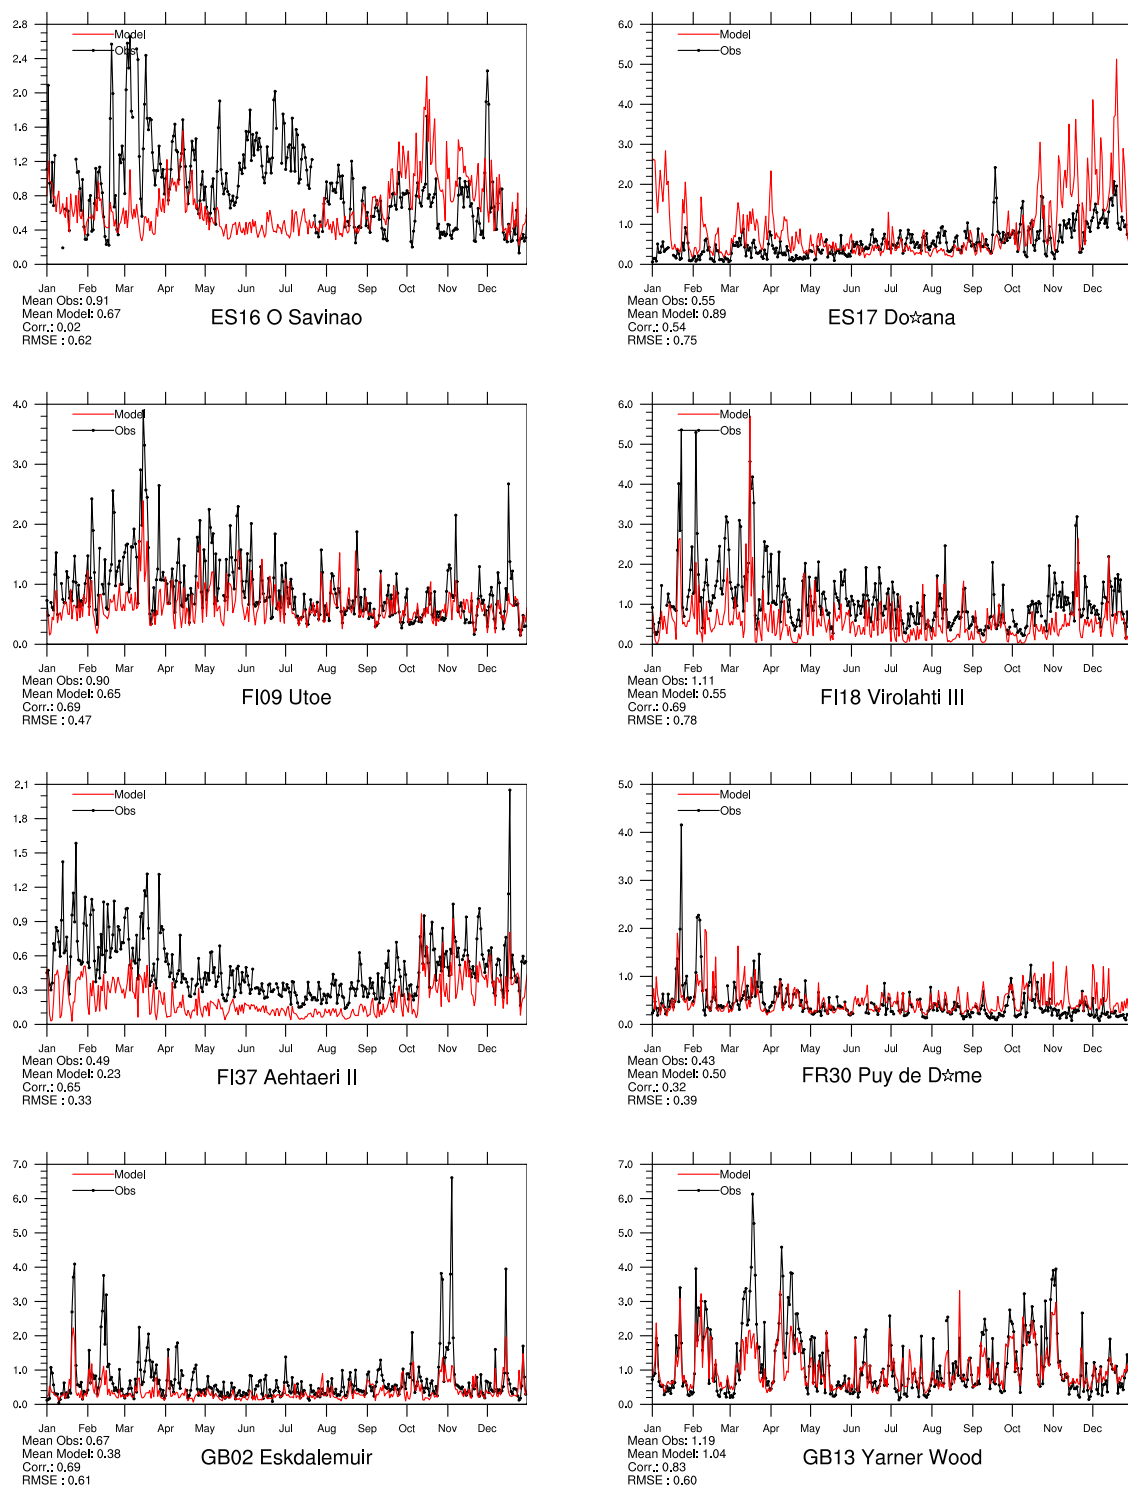 2.8
2.4
2.0
1.6
1.2
0.8
0.4
0.0
Model
Obs
Jan Feb Mar Apr May Jun Jul Aug Sep Oct Nov Dec
Mean Obs: 0.91
Mean Model: 0.67
Corr.: 0.02
RMSE : 0.62
ES16 O Savinao
6.0
5.0
4.0
3.0
2.0
1.0
0.0
Model
Obs
Jan Feb Mar Apr May Jun Jul Aug Sep Oct Nov Dec
Mean Obs: 0.55
Mean Model: 0.89
Corr.: 0.54
RMSE : 0.75
ES17 Do☆ana
4.0
3.0
2.0
1.0
0.0
Model
Obs
Jan Feb Mar Apr May Jun Jul Aug Sep Oct Nov Dec
Mean Obs: 0.90
Mean Model: 0.65
Corr.: 0.69
RMSE : 0.47
FI09 Utoe
6.0
5.0
4.0
3.0
2.0
1.0
0.0
Model
Obs
Jan Feb Mar Apr May Jun Jul Aug Sep Oct Nov Dec
Mean Obs: 1.11
Mean Model: 0.55
Corr.: 0.69
RMSE : 0.78
FI18 Virolahti III
2.1
1.8
1.5
1.2
0.9
0.6
0.3
0.0
Model
Obs
Jan Feb Mar Apr May Jun Jul Aug Sep Oct Nov Dec
Mean Obs: 0.49
Mean Model: 0.23
Corr.: 0.65
RMSE : 0.33
FI37 Aehtaeri II
5.0
4.0
3.0
2.0
1.0
0.0
Model
Obs
Jan Feb Mar Apr May Jun Jul Aug Sep Oct Nov Dec
Mean Obs: 0.43
Mean Model: 0.50
Corr.: 0.32
RMSE : 0.39
FR30 Puy de D☆me
7.0
6.0
5.0
4.0
3.0
2.0
1.0
0.0
Model
Obs
Jan Feb Mar Apr May Jun Jul Aug Sep Oct Nov Dec
Mean Obs: 0.67
Mean Model: 0.38
Corr.: 0.69
RMSE : 0.61
GB02 Eskdalemuir
7.0
6.0
5.0
4.0
3.0
2.0
1.0
0.0
Model
Obs
Jan Feb Mar Apr May Jun Jul Aug Sep Oct Nov Dec
Mean Obs: 1.19
Mean Model: 1.04
Corr.: 0.83
RMSE : 0.60
GB13 Yarner Wood